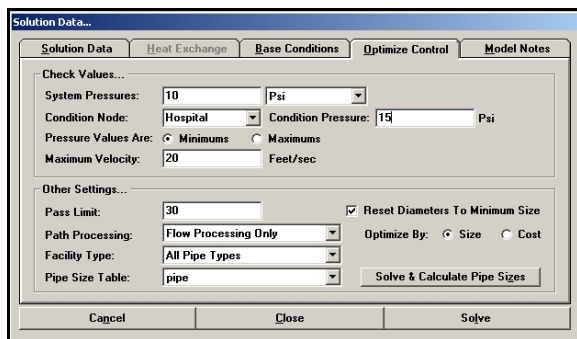 Solution Data...
Solution Data Heat Exchange Base Conditions Optimize Control Model Notes
Check Values...
System Pressures: 10 Psi
Condition Node: Hospital Condition Pressure: 15 Psi
Pressure Values Are: Minimums Maximums
Maximum Velocity: 20 Feet/sec
Other Settings...
Pass Limit: 30 Reset Diameters To Minimum Size
Path Processing: Flow Processing Only Optimize By: Size Cost
Facility Type: All Pipe Types
Pipe Size Table: pipe Solve & Calculate Pipe Sizes
Cancel Close Solve